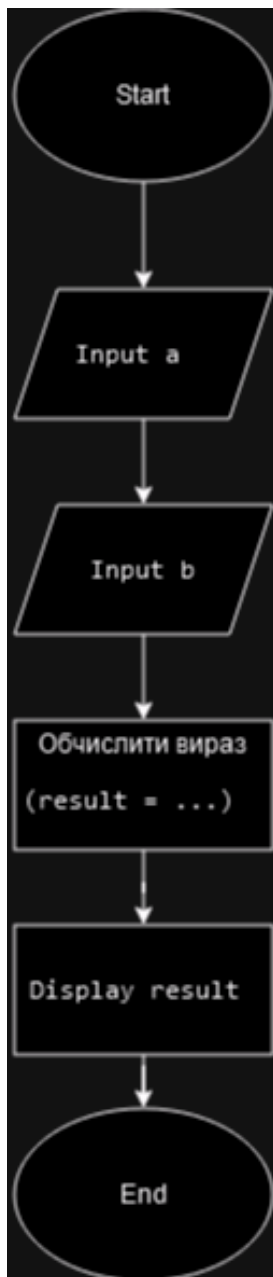 Start
Input a
Input b
Обчислити вираз
(result = ...)
Display result
End